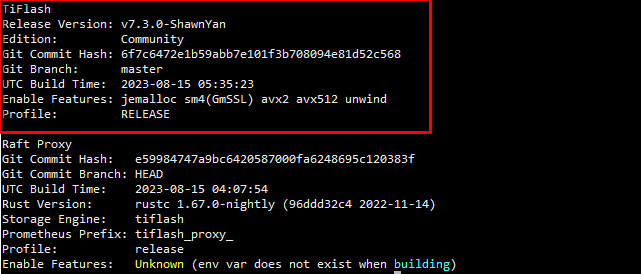 TiFlash
Release Version: v7.3.0-ShawnYan
Edition: Community
Git Commit Hash: 6f7c6472e1b59abb7e101f3b708094e81d52c568
Git Branch: master
UTC Build Time: 2023-08-15 05:35:23
Enable Features: jemalloc sm4(GmSSL) avx2 avx512 unwind
Profile: RELEASE
Raft Proxy
Git Commit Hash: e59984747a9bc6420587000fa6248695c120383f
Git Commit Branch: HEAD
UTC Build Time: 2023-08-15 04:07:54
Rust Version: rustc 1.67.0-nightly (96ddd32c4 2022-11-14)
Storage Engine: tiflash
Prometheus Prefix: tiflash_proxy_
Profile: release
Enable Features: Unknown (env var does not exist when building)